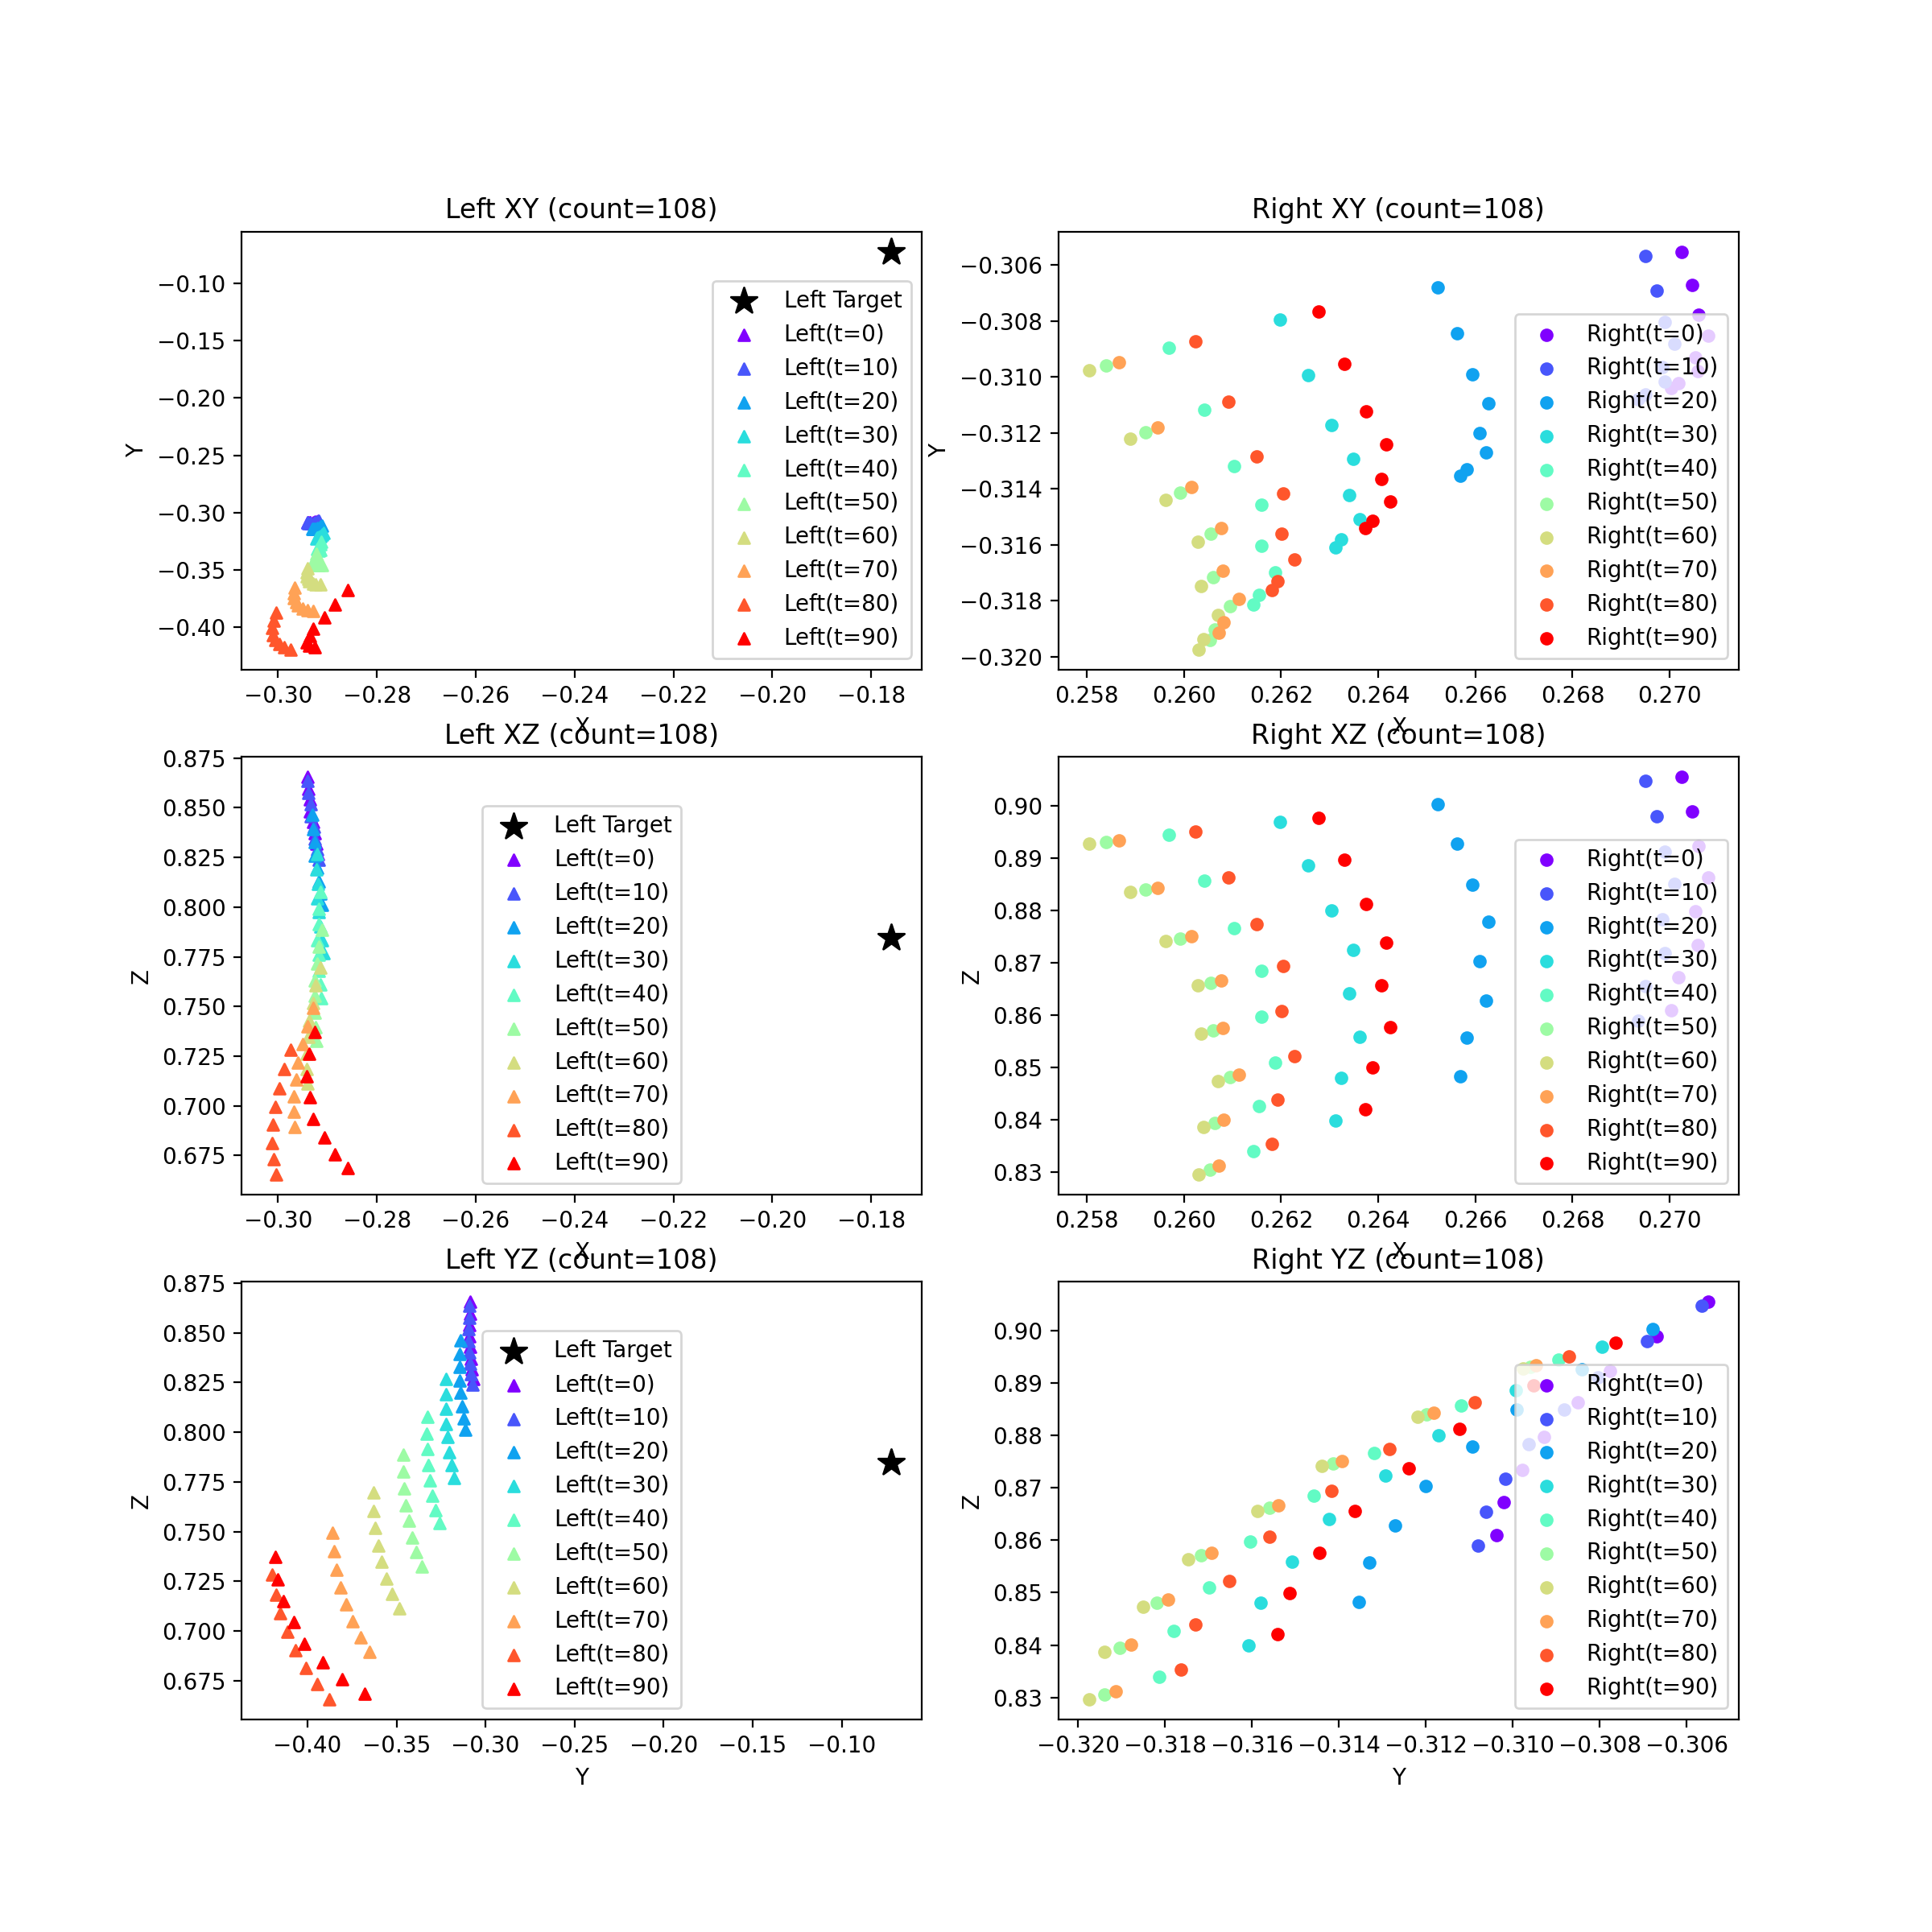 Left XY (count=108)
Y
−0.10
−0.15
−0.20
−0.25
−0.30
−0.35
−0.40
Left Target
Left(t=0)
Left(t=10)
Left(t=20)
Left(t=30)
Left(t=40)
Left(t=50)
Left(t=60)
Left(t=70)
Left(t=80)
Left(t=90)
−0.30 −0.28 −0.26 −0.24 −0.22 −0.20 −0.18
X
Right XY (count=108)
Y
−0.306
−0.308
−0.310
−0.312
−0.314
−0.316
−0.318
−0.320
Right(t=0)
Right(t=10)
Right(t=20)
Right(t=30)
Right(t=40)
Right(t=50)
Right(t=60)
Right(t=70)
Right(t=80)
Right(t=90)
0.258 0.260 0.262 0.264 0.266 0.268 0.270
X
Left XZ (count=108)
Z
0.875
0.850
0.825
0.800
0.775
0.750
0.725
0.700
0.675
Left Target
Left(t=0)
Left(t=10)
Left(t=20)
Left(t=30)
Left(t=40)
Left(t=50)
Left(t=60)
Left(t=70)
Left(t=80)
Left(t=90)
−0.30 −0.28 −0.26 −0.24 −0.22 −0.20 −0.18
X
Right XZ (count=108)
Z
0.90
0.89
0.88
0.87
0.86
0.85
0.84
0.83
Right(t=0)
Right(t=10)
Right(t=20)
Right(t=30)
Right(t=40)
Right(t=50)
Right(t=60)
Right(t=70)
Right(t=80)
Right(t=90)
0.258 0.260 0.262 0.264 0.266 0.268 0.270
X
Left YZ (count=108)
Z
0.875
0.850
0.825
0.800
0.775
0.750
0.725
0.700
0.675
Left Target
Left(t=0)
Left(t=10)
Left(t=20)
Left(t=30)
Left(t=40)
Left(t=50)
Left(t=60)
Left(t=70)
Left(t=80)
Left(t=90)
−0.40 −0.35 −0.30 −0.25 −0.20 −0.15 −0.10
Y
Right YZ (count=108)
Z
0.90
0.89
0.88
0.87
0.86
0.85
0.84
0.83
Right(t=0)
Right(t=10)
Right(t=20)
Right(t=30)
Right(t=40)
Right(t=50)
Right(t=60)
Right(t=70)
Right(t=80)
Right(t=90)
−0.320 −0.318 −0.316 −0.314 −0.312 −0.310 −0.308 −0.306
Y